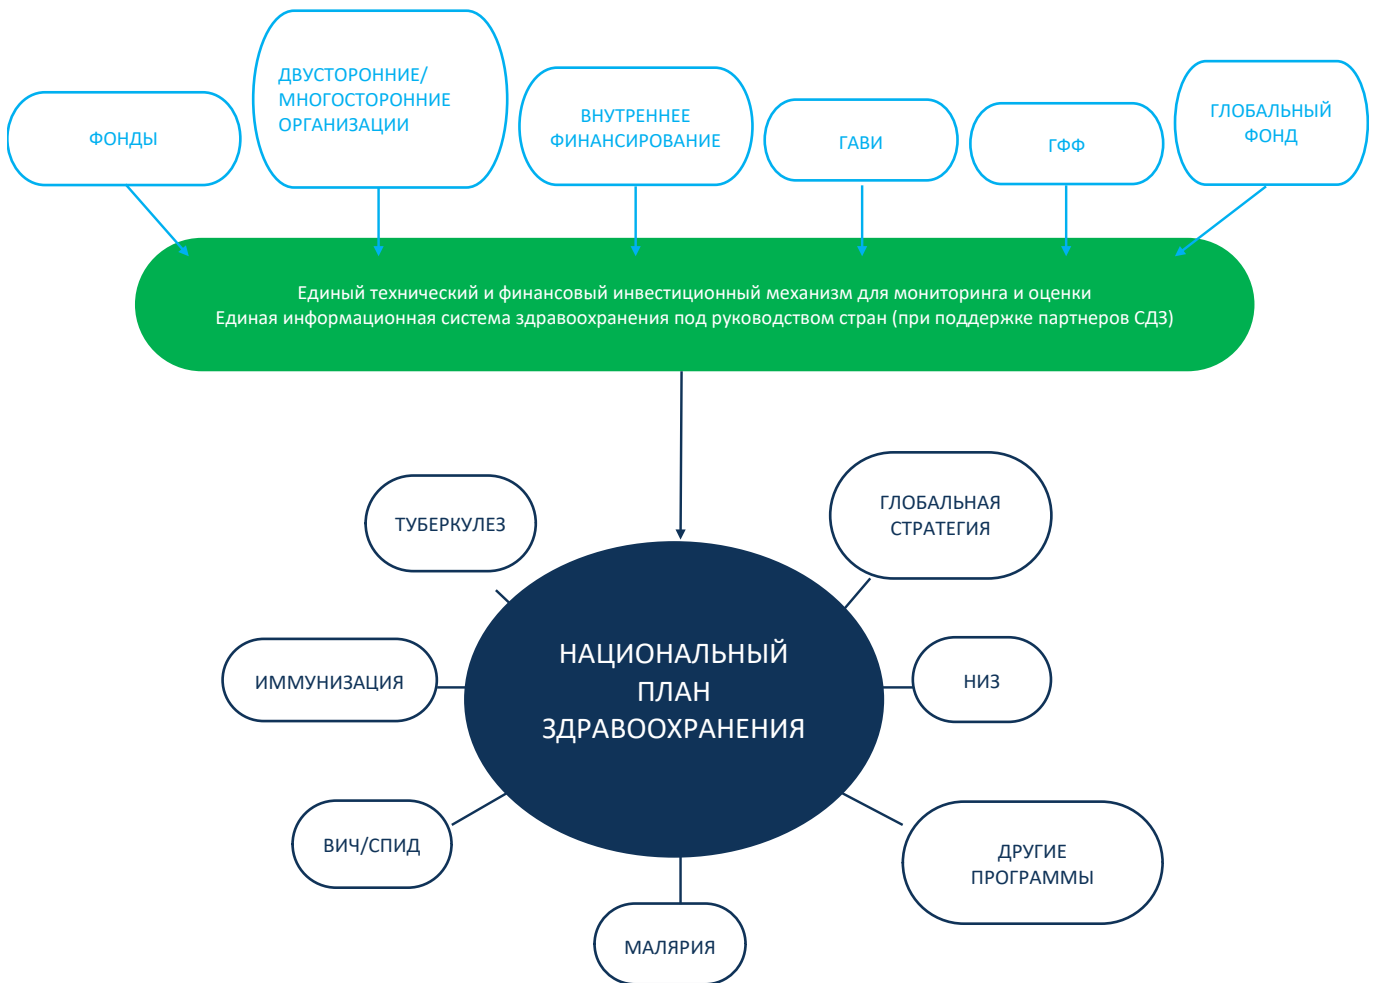 ФОНДЫ
ДВУСТОРОННИЕ/
МНОГОСТОРОННИЕ
ОРГАНИЗАЦИИ
ВНУТРЕННЕЕ
ФИНАНСИРОВАНИЕ
ГАВИ
ГФФ
ГЛОБАЛЬНЫЙ
ФОНД
Единый технический и финансовый инвестиционный механизм для мониторинга и оценки
Единая информационная система здравоохранения под руководством стран (при поддержке партнеров СДЗ)
ТУБЕРКУЛЕЗ
ГЛОБАЛЬНАЯ
СТРАТЕГИЯ
НАЦИОНАЛЬНЫЙ
ПЛАН
ЗДРАВООХРАНЕНИЯ
ИММУНИЗАЦИЯ
НИЗ
ВИЧ/СПИД
ДРУГИЕ
ПРОГРАММЫ
МАЛЯРИЯ